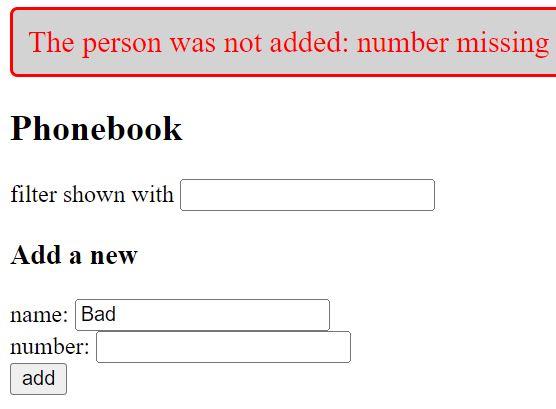 The person was not added: number missing
Phonebook
filter shown with
Add a new
name: Bad
number:
add